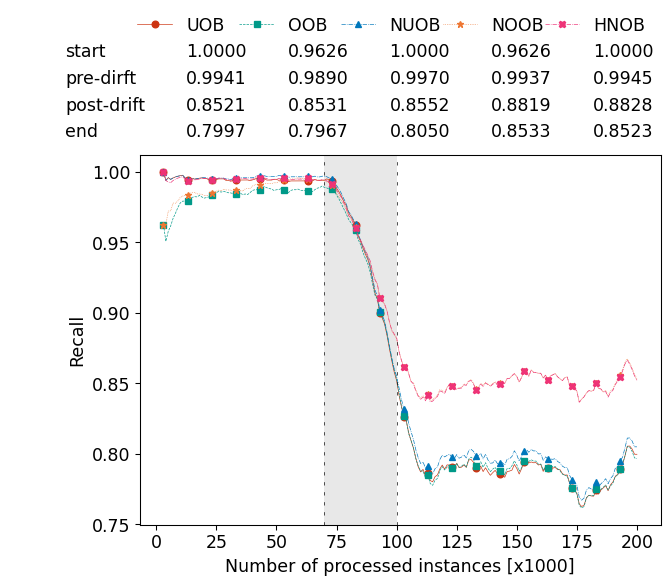 UOB OOB NUOB NOOB HNOB
start 1.0000 0.9626 1.0000 0.9626 1.0000
pre-dirft 0.9941 0.9890 0.9970 0.9937 0.9945
post-drift 0.8521 0.8531 0.8552 0.8819 0.8828
end 0.7997 0.7967 0.8050 0.8533 0.8523
1.00
0.95
0.90
0.85
0.80
0.75
Recall
0 25 50 75 100 125 150 175 200
Number of processed instances [x1000]